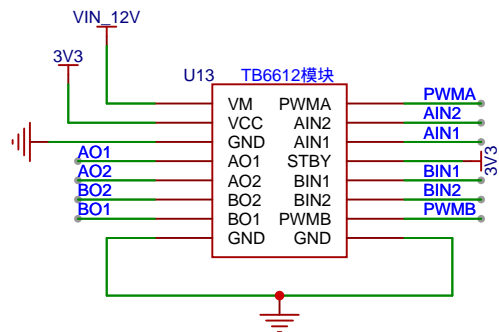 VIN_12V
3V3
U13 TB6612模块
VM PWMA PWMA
VCC AIN2 AIN2
GND AIN1 AIN1
AO1 AO1 STBY 3V3
AO2 AO2 BIN1 BIN1
BO2 BO2 BIN2 BIN2
BO1 BO1 PWMB PWMB
GND GND